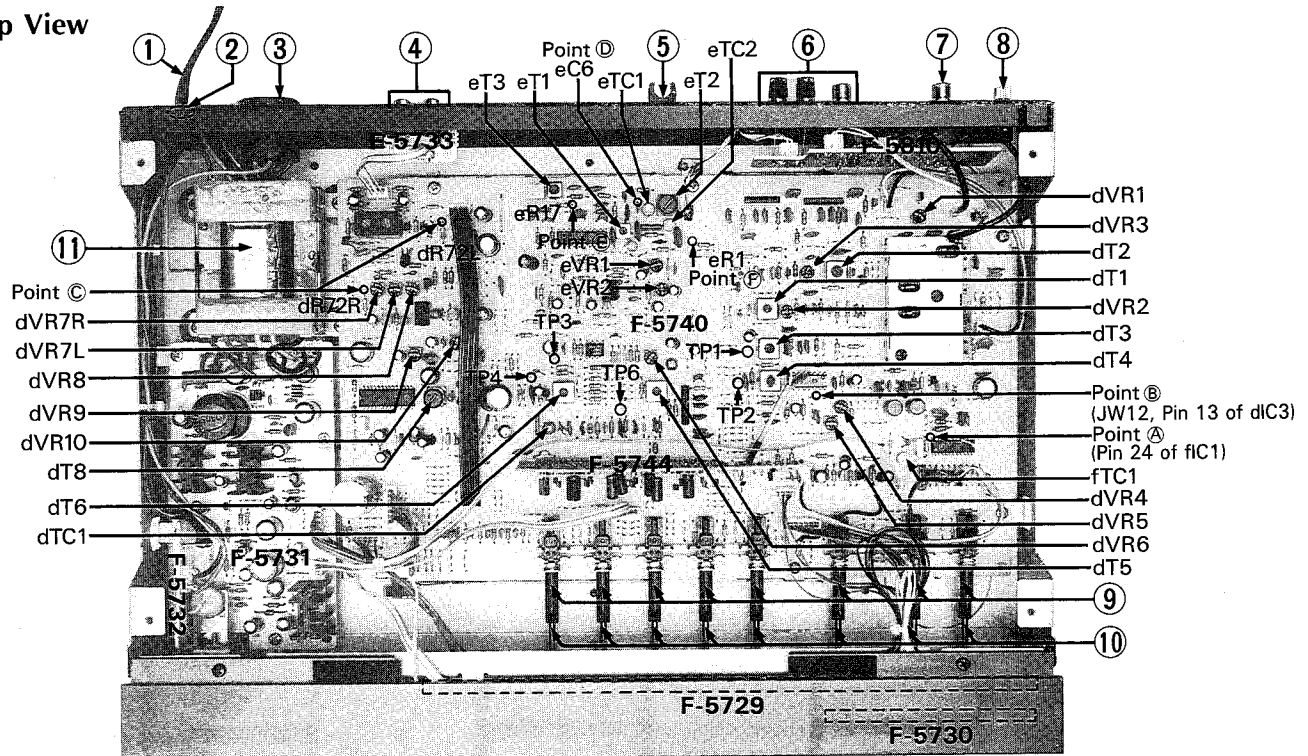 p View
① ② ③ ④ ⑤ ⑥ ⑦ ⑧
Point Ⓓ
eC6
eT3 eT1 eTC1 eT2 eTC2
E-5733
F-5810
eR17
Point Ⓔ
dR72L
eVR1
eVR2
eR1
Point Ⓕ
dR72R
TP3
F-5740
TP1
TP4
TP6
TP2
F-5744
⑪
Point Ⓒ
dVR7R
dVR7L
dVR8
dVR9
dVR10
dT8
dT6
dTC1
dVR1
dVR3
dT2
dT1
dVR2
dT3
dT4
Point Ⓑ
(JW12, Pin 13 of dIC3)
Point Ⓐ
(Pin 24 of fIC1)
fTC1
dVR4
dVR5
dVR6
dT5
⑨
⑩
F-5731
F-5732
F-5729
F-5730